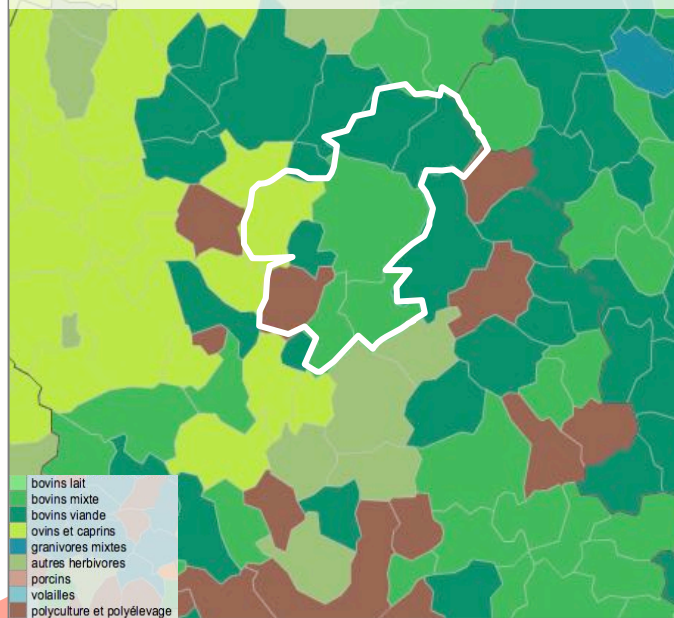 bovins lait
bovins mixte
bovins viande
ovins et caprins
granivores mixtes
autres herbivores
porcins
volailles
polyculture et polyélevage